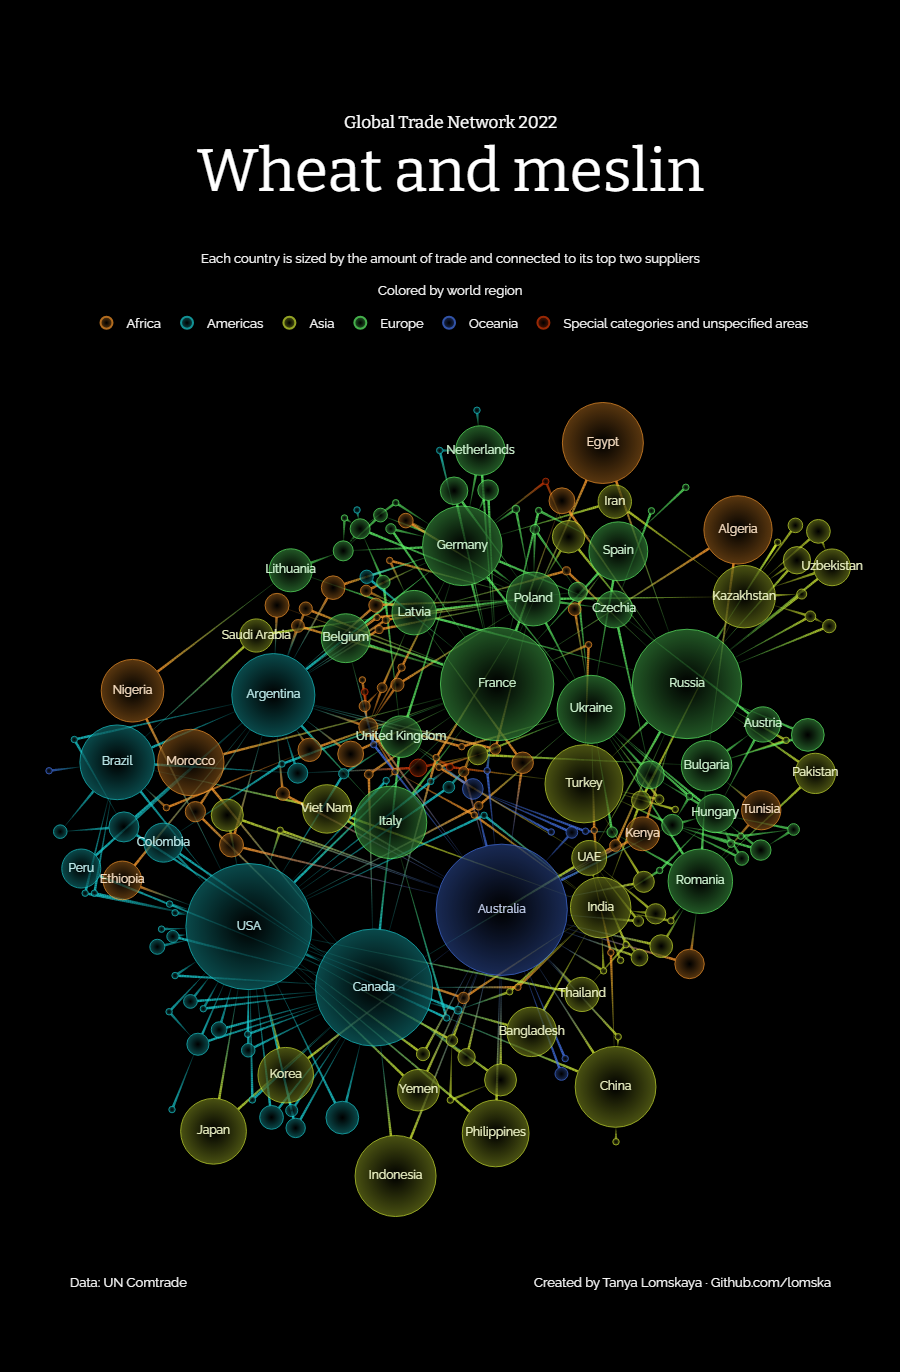 Global Trade Network 2022
Wheat and meslin
Each country is sized by the amount of trade and connected to its top two suppliers
Colored by world region
Africa Americas Asia Europe Oceania Special categories and unspecified areas
Egypt
Netherlands
Iran
Algeria
Germany
Spain
Uzbekistan
Lithuania
Kazakhstan
Poland
Czechia
Latvia
Saudi Arabia
Belgium
France
Russia
Nigeria
Argentina
Ukraine
Austria
United Kingdom
Brazil
Morocco
Bulgaria
Pakistan
Turkey
Viet Nam
Tunisia
Hungary
Italy
Kenya
Colombia
UAE
Peru
Ethiopia
Romania
India
Australia
USA
Canada
Thailand
Bangladesh
Korea
China
Yemen
Japan
Philippines
Indonesia
Data: UN Comtrade
Created by Tanya Lomskaya · Github.com/lomska